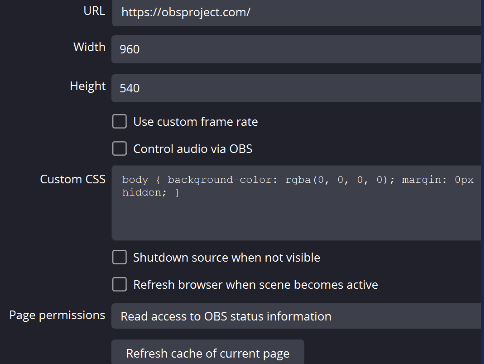 URL https://obsproject.com/
Width 960
Height 540
Use custom frame rate
Control audio via OBS
Custom CSS body { background-color: rgba(0, 0, 0, 0); margin: 0px
hidden; }
Shutdown source when not visible
Refresh browser when scene becomes active
Page permissions Read access to OBS status information
Refresh cache of current page